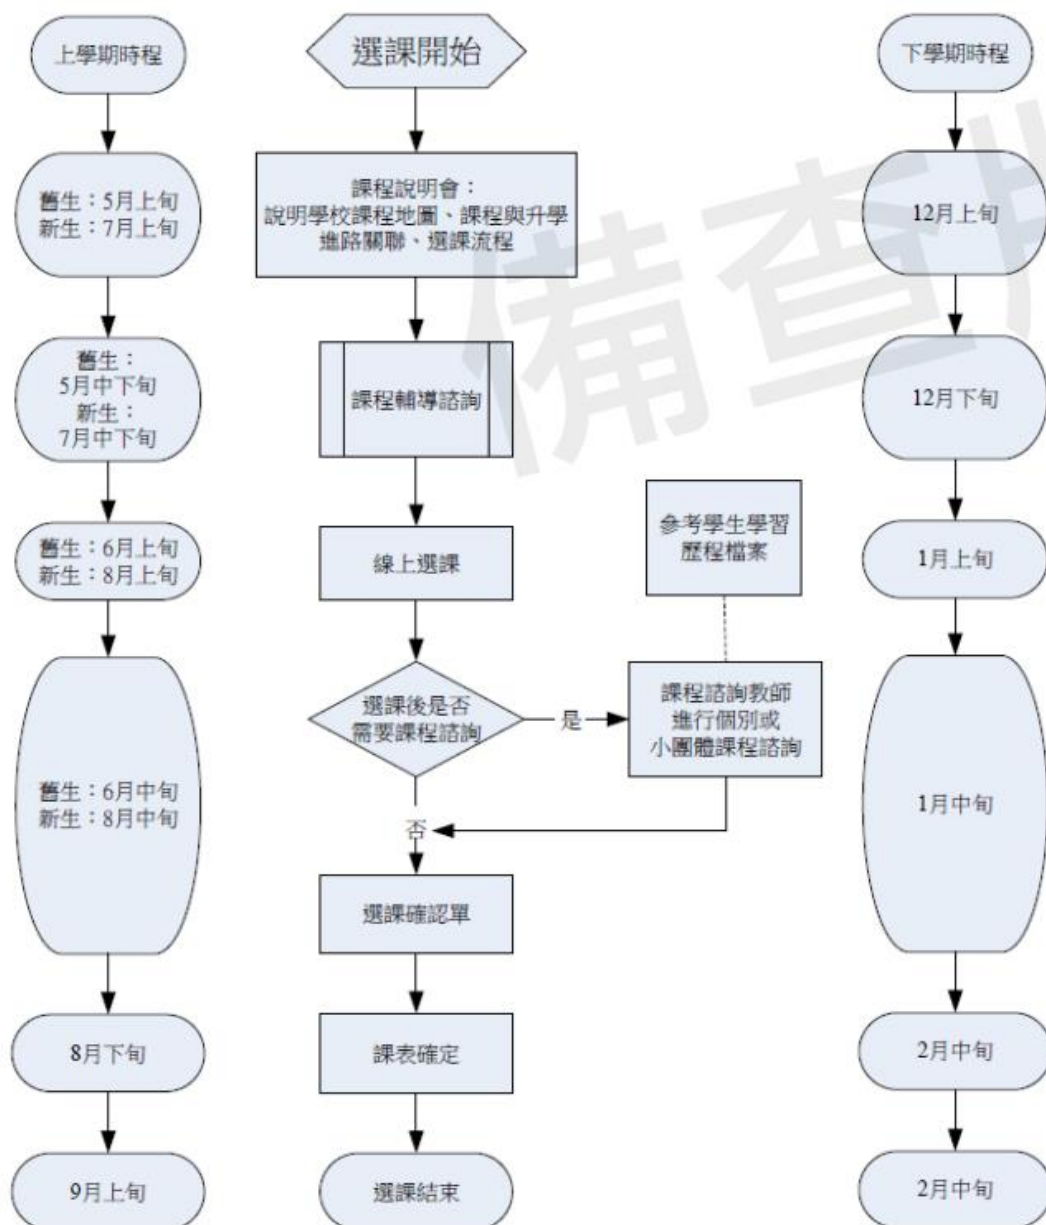 上學期時程
舊生：5月上旬
新生：7月上旬
舊生：
5月中下旬
新生：
7月中下旬
舊生：6月上旬
新生：8月上旬
舊生：6月中旬
新生：8月中旬
8月下旬
9月上旬
選課開始
課程說明會：
說明學校課程地圖、課程與升學
進路關聯、選課流程
課程輔導諮詢
線上選課
選課後是否
需要課程諮詢
是
參考學生學習
歷程檔案
課程諮詢教師
進行個別或
小團體課程諮詢
否
選課確認單
課表確定
選課結束
下學期時程
12月上旬
12月下旬
1月上旬
1月中旬
2月中旬
2月中旬
備查